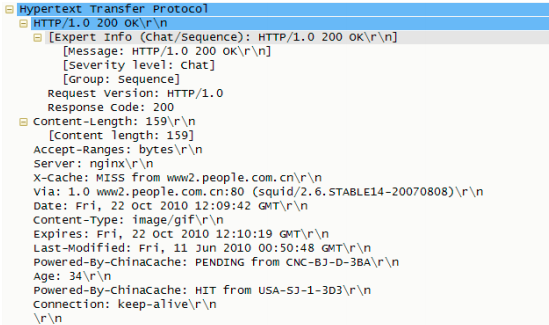 Hypertext Transfer Protocol
HTTP/1.0 200 OK\r\n
[Expert Info (Chat/Sequence): HTTP/1.0 200 OK\r\n]
[Message: HTTP/1.0 200 OK\r\n]
[Severity level: Chat]
[Group: Sequence]
Request Version: HTTP/1.0
Response Code: 200
Content-Length: 159\r\n
[Content length: 159]
Accept-Ranges: bytes\r\n
Server: nginx\r\n
X-Cache: MISS from www2.people.com.cn\r\n
Via: 1.0 www2.people.com.cn:80 (squid/2.6.STABLE14-20070808)\r\n
Date: Fri, 22 Oct 2010 12:09:42 GMT\r\n
Content-Type: image/gif\r\n
Expires: Fri, 22 Oct 2010 12:10:19 GMT\r\n
Last-Modified: Fri, 11 Jun 2010 00:50:48 GMT\r\n
Powered-By-ChinaCache: PENDING from CNC-BJ-D-3BA\r\n
Age: 34\r\n
Powered-By-ChinaCache: HIT from USA-SJ-1-3D3\r\n
Connection: keep-alive\r\n
\r\n